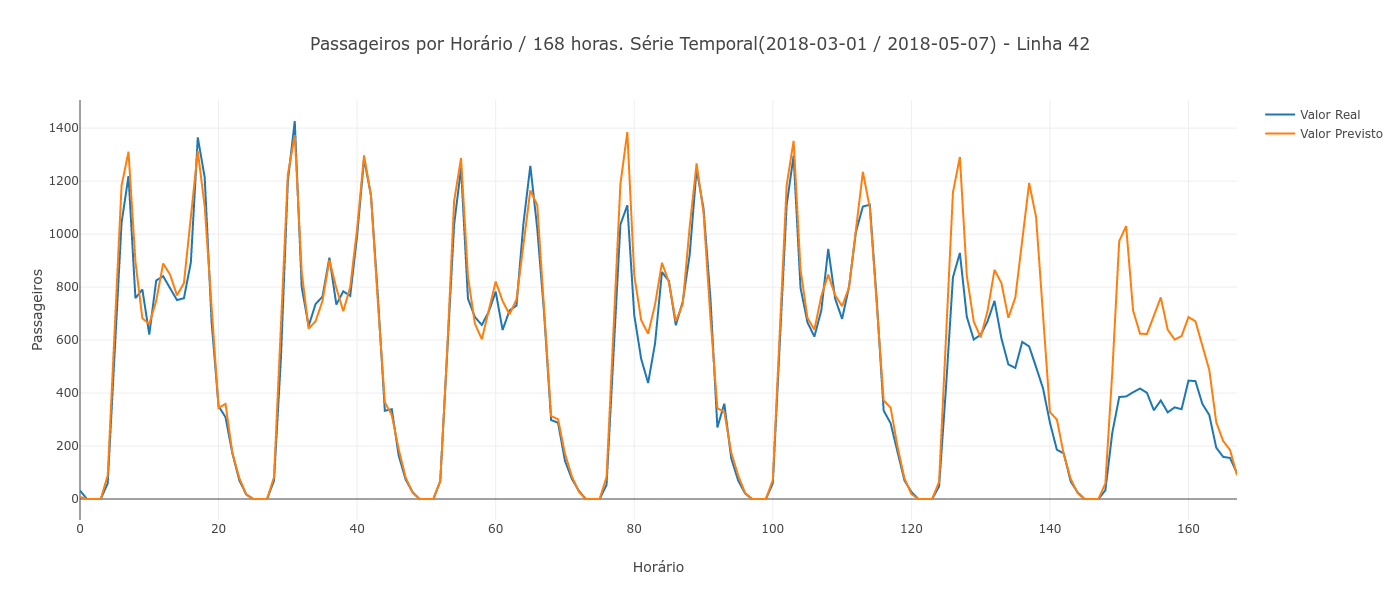 Passageiros por Horário / 168 horas. Série Temporal(2018-03-01 / 2018-05-07) - Linha 42
Valor Real
Valor Previsto
Passageiros
1400
1200
1000
800
600
400
200
0
0 20 40 60 80 100 120 140 160
Horário